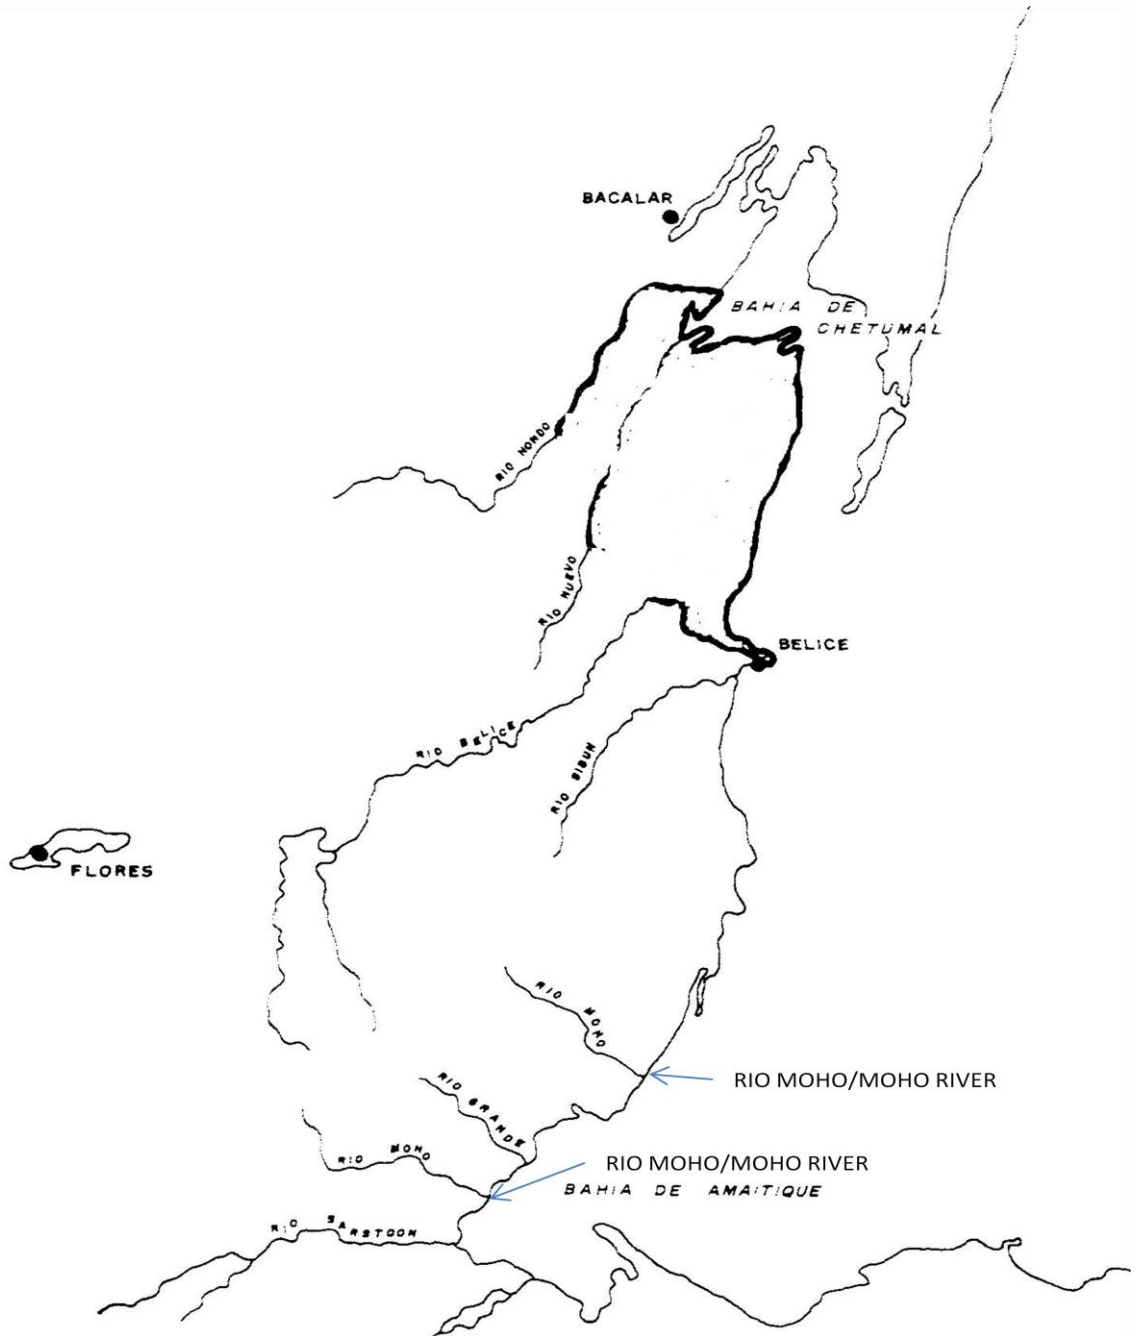 BACALAR
BAHIA DE
CHETUMAL
RIO HONDO
RIO NUEVO
BELICE
RIO BELICE
RIO SIBUN
FLORES
RIO MOHO
RIO MOHO/MOHO RIVER
RIO GRANDE
RIO MOHO
RIO MOHO/MOHO RIVER
BAHIA DE AMAITIQUE
RIO SARSTOON